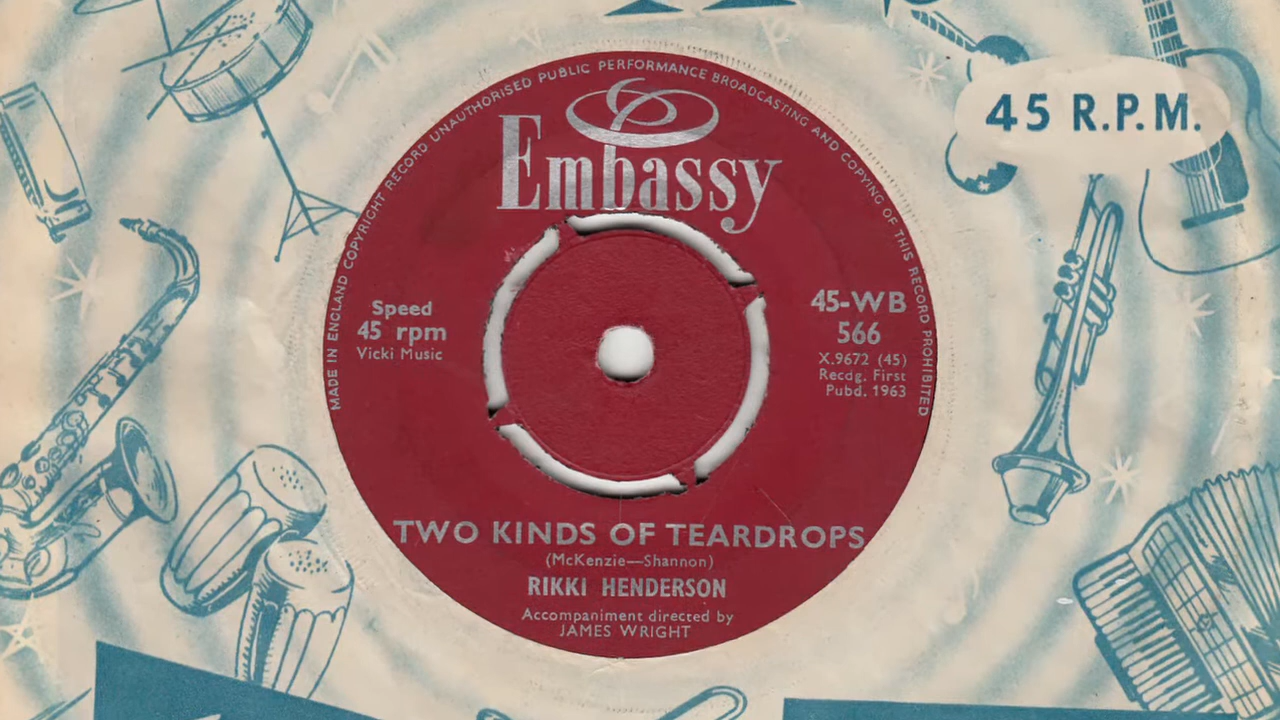 MADE IN ENGLAND COPYRIGHT RECORD UNAUTHORISED PUBLIC PERFORMANCE BROADCASTING AND COPYING OF THIS RECORD PROHIBITED
45 R.P.M.
Embassy
Speed
45 rpm
Vicki Music
45-WB
566
X.9672 (45)
Recdg. First
Pubd. 1963
TWO KINDS OF TEARDROPS
(McKenzie—Shannon)
RIKKI HENDERSON
Accompaniment directed by
JAMES WRIGHT